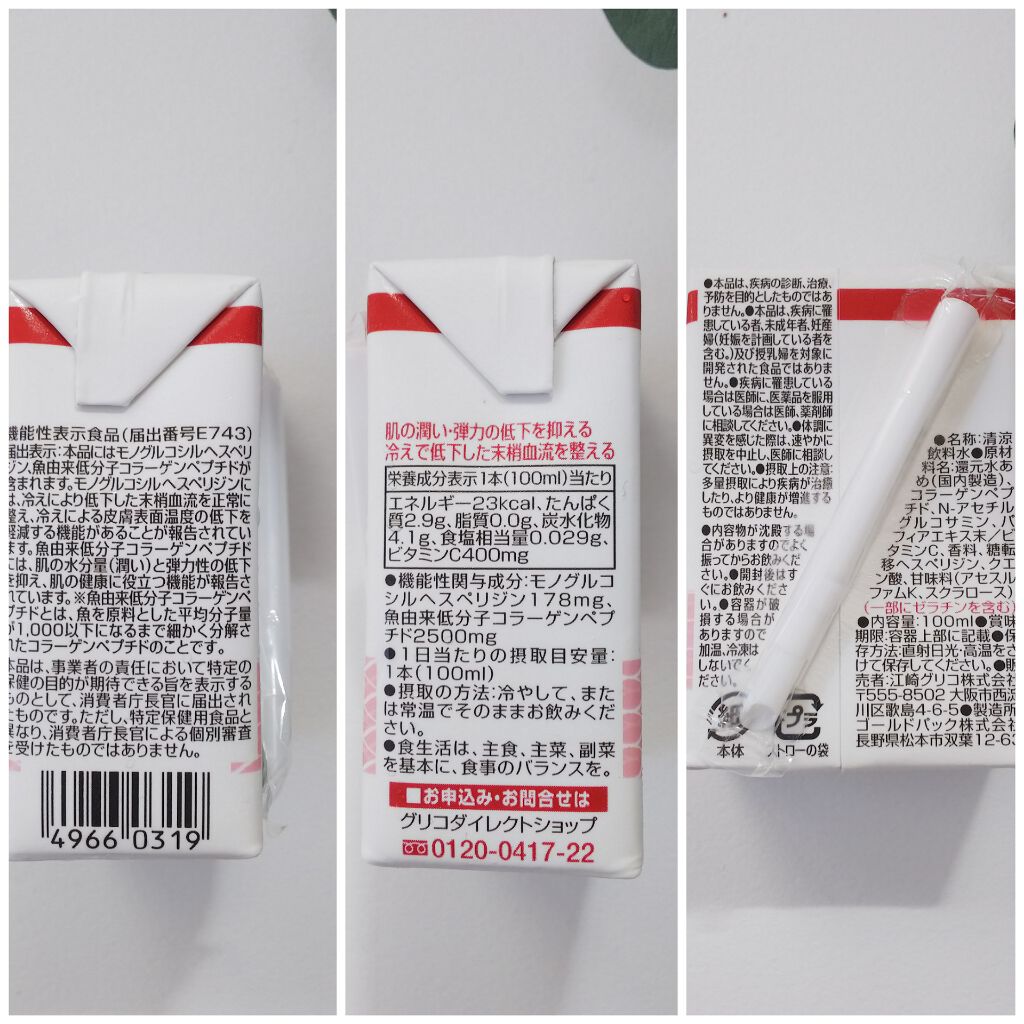 機能性表示食品(届出番号E743)
届出表示:本品にはモノグルコシルヘスペリ
ジン、魚由来低分子コラーゲンペプチドが
含まれます。モノグルコシルヘスペリジンに
は、冷えにより低下した末梢血流を正常に
整え、冷えによる皮膚表面温度の低下を
軽減する機能があることが報告されてい
ます。魚由来低分子コラーゲンペプチド
には、肌の水分量(潤い)と弾力性の低下
を抑え、肌の健康に役立つ機能が報告さ
れています。※魚由来低分子コラーゲンペ
プチドとは、魚を原料とした平均分子量
が1,000以下になるまで細かく分解さ
れたコラーゲンペプチドのことです。
本品は、事業者の責任において特定の
保健の目的が期待できる旨を表示する
ものとして、消費者庁長官に届出された
ものです。ただし、特定保健用食品と
異なり、消費者庁長官による個別審査
を受けたものではありません。
4966 0319
肌の潤い・弾力の低下を抑える
冷えで低下した末梢血流を整える
栄養成分表示1本(100ml)当たり
エネルギー23kcal、たんぱく
質2.9g、脂質0.0g、炭水化物
4.1g、食塩相当量0.029g、
ビタミンC400mg
●機能性関与成分:モノグルコ
シルヘスペリジン178mg、
魚由来低分子コラーゲンペプ
チド2500mg
●1日当たりの摂取目安量:
1本(100ml)
●摂取の方法:冷やして、また
は常温でそのままお飲みくだ
さい。
●食生活は、主食、主菜、副菜
を基本に、食事のバランスを。
■お申込み・お問合せは
グリコダイレクトショップ
0120-0417-22
●本品は、疾病の診断、治療、
予防を目的としたものではあ
りません。●本品は、疾病に罹
患している者、未成年者、妊産
婦(妊娠を計画している者を
含む。)及び授乳婦を対象に
開発された食品ではありま
せん。●疾病に罹患している
場合は医師に、医薬品を服用
している場合は医師、薬剤師
に相談してください。●体調に
異変を感じた際は、速やかに
摂取を中止し、医師に相談し
てください。●摂取上の注意:
多量摂取により疾病が治癒
したり、より健康が増進する
ものではありません。
●内容物が沈殿する場
合がありますのでよく
振ってからお飲みくだ
さい。●開封後はす
ぐにお飲みくださ
い。●容器が破
損する場合が
ありますので
加温、冷凍は
しないでく
ださい。
紙
本体
プラ
ストローの袋
●名称:清涼
飲料水●原材
料名:還元水あ
め(国内製造)、
コラーゲンペプ
チド、N-アセチル
グルコサミン、パ
フィアエキス末/ビ
タミンC、香料、糖転
移ヘスペリジン、クエ
ン酸、甘味料(アセスル
ファムK、スクラロース)
(一部にゼラチンを含む)
●内容量:100ml●賞味
期限:容器上部に記載●保
存方法:直射日光・高温をさ
けて保存してください。●販
売者:江崎グリコ株式会社
〒555-8502 大阪市西淀
川区歌島4-6-5●製造所
ゴールドパック株式会社
長野県松本市双葉12-63